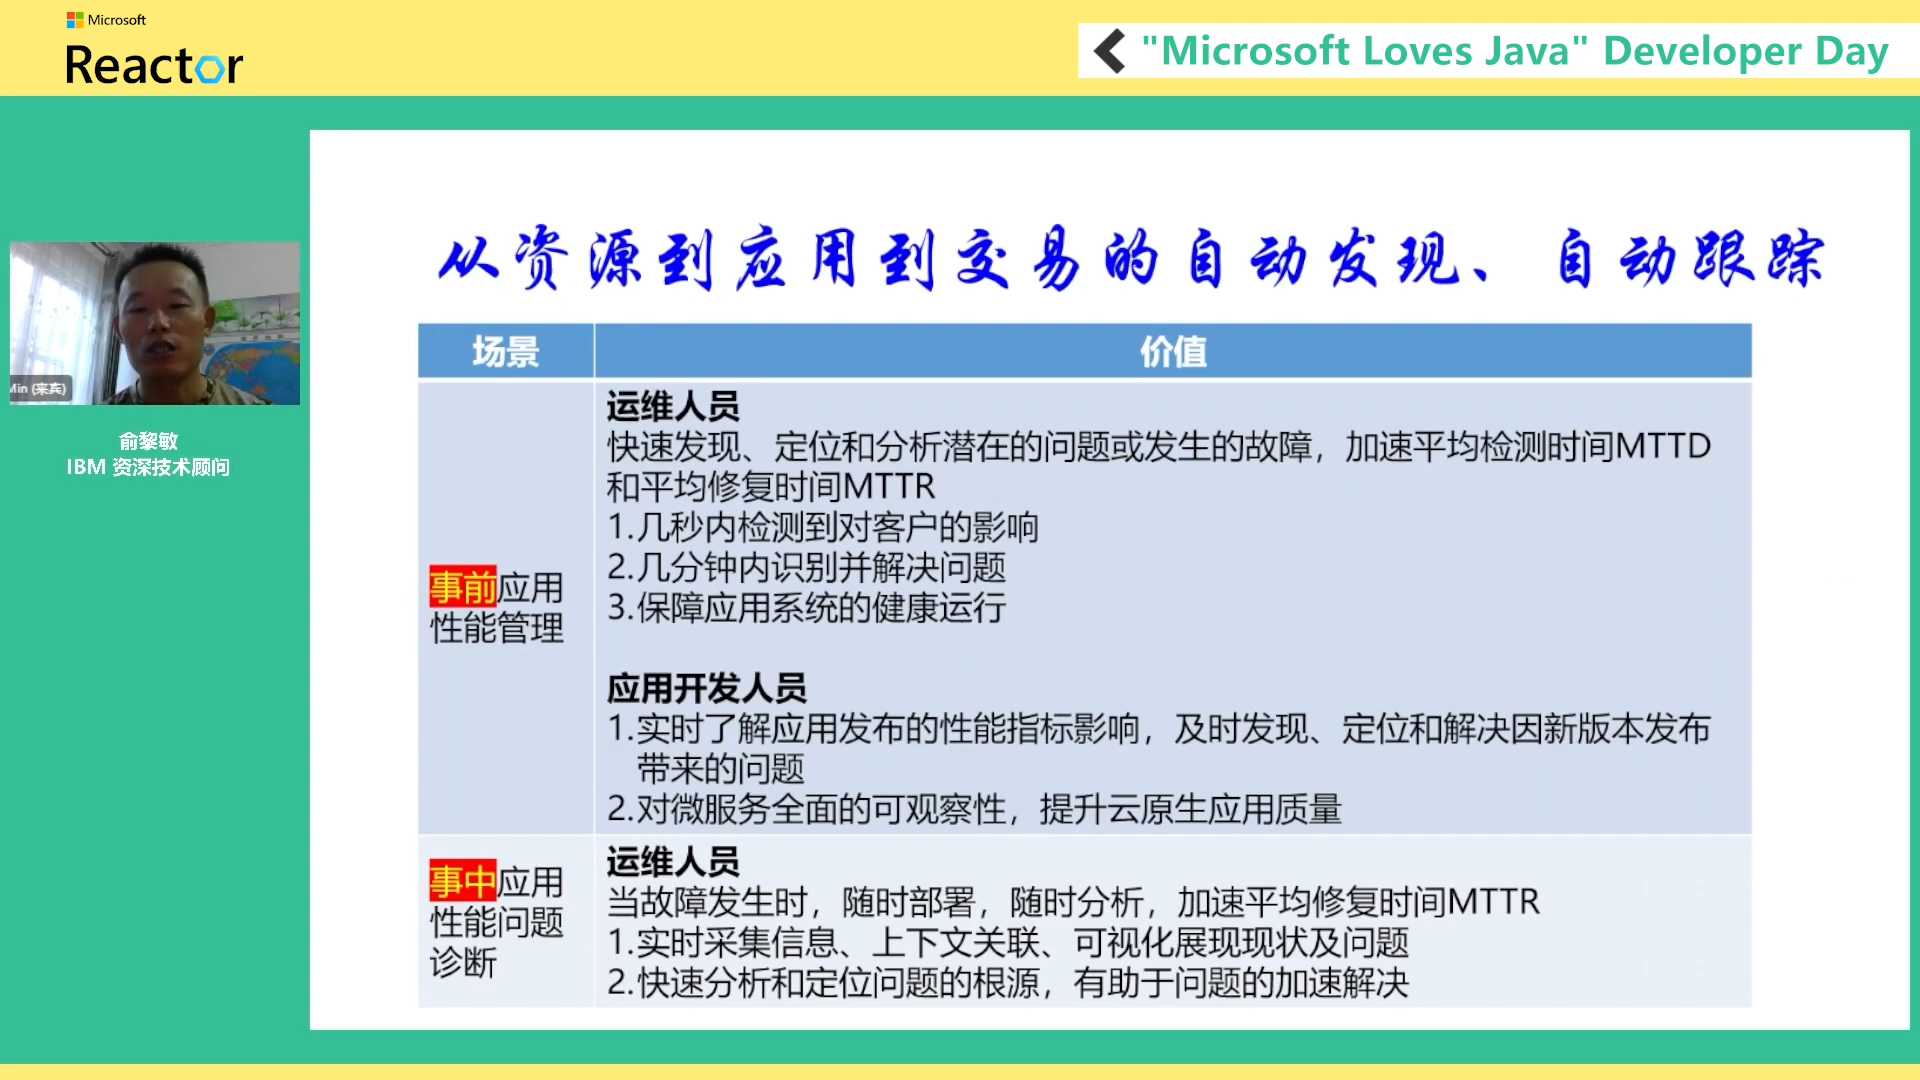 Microsoft
Reactor
"Microsoft Loves Java" Developer Day
Min (来宾)
俞黎敏
IBM 资深技术顾问
从资源到应用到交易的自动发现、自动跟踪
场景
价值
事前应用
性能管理
运维人员
快速发现、定位和分析潜在的问题或发生的故障，加速平均检测时间MTTD
和平均修复时间MTTR
1.几秒内检测到对客户的影响
2.几分钟内识别并解决问题
3.保障应用系统的健康运行
应用开发人员
1.实时了解应用发布的性能指标影响，及时发现、定位和解决因新版本发布
带来的问题
2.对微服务全面的可观察性，提升云原生应用质量
事中应用
性能问题
诊断
运维人员
当故障发生时，随时部署，随时分析，加速平均修复时间MTTR
1.实时采集信息、上下文关联、可视化展现现状及问题
2.快速分析和定位问题的根源，有助于问题的加速解决